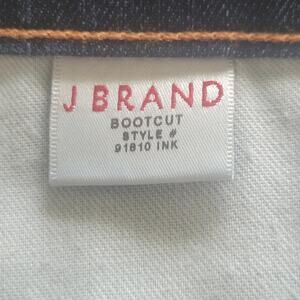 J BRAND
BOOTCUT
STYLE #
91810 INK